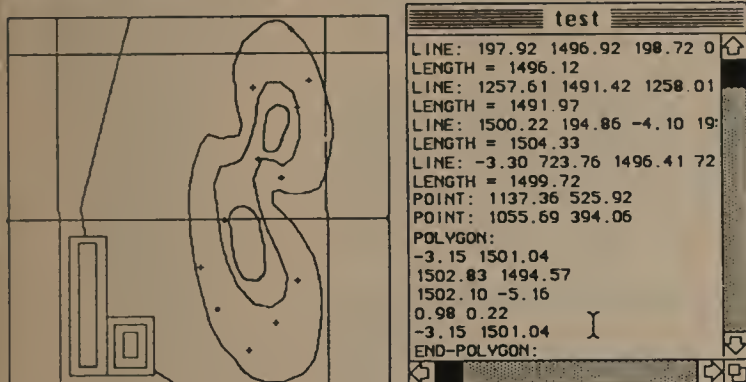 test
LINE: 197.92 1496.92 198.72 0
LENGTH = 1496.12
LINE: 1257.61 1491.42 1258.01
LENGTH = 1491.97
LINE: 1500.22 194.86 -4.10 19
LENGTH = 1504.33
LINE: -3.30 723.76 1496.41 72
LENGTH = 1499.72
POINT: 1137.36 525.92
POINT: 1055.69 394.06
POLYGON:
-3.15 1501.04
1502.83 1494.57
1502.10 -5.16
0.98 0.22
-3.15 1501.04
END-POLYGON: